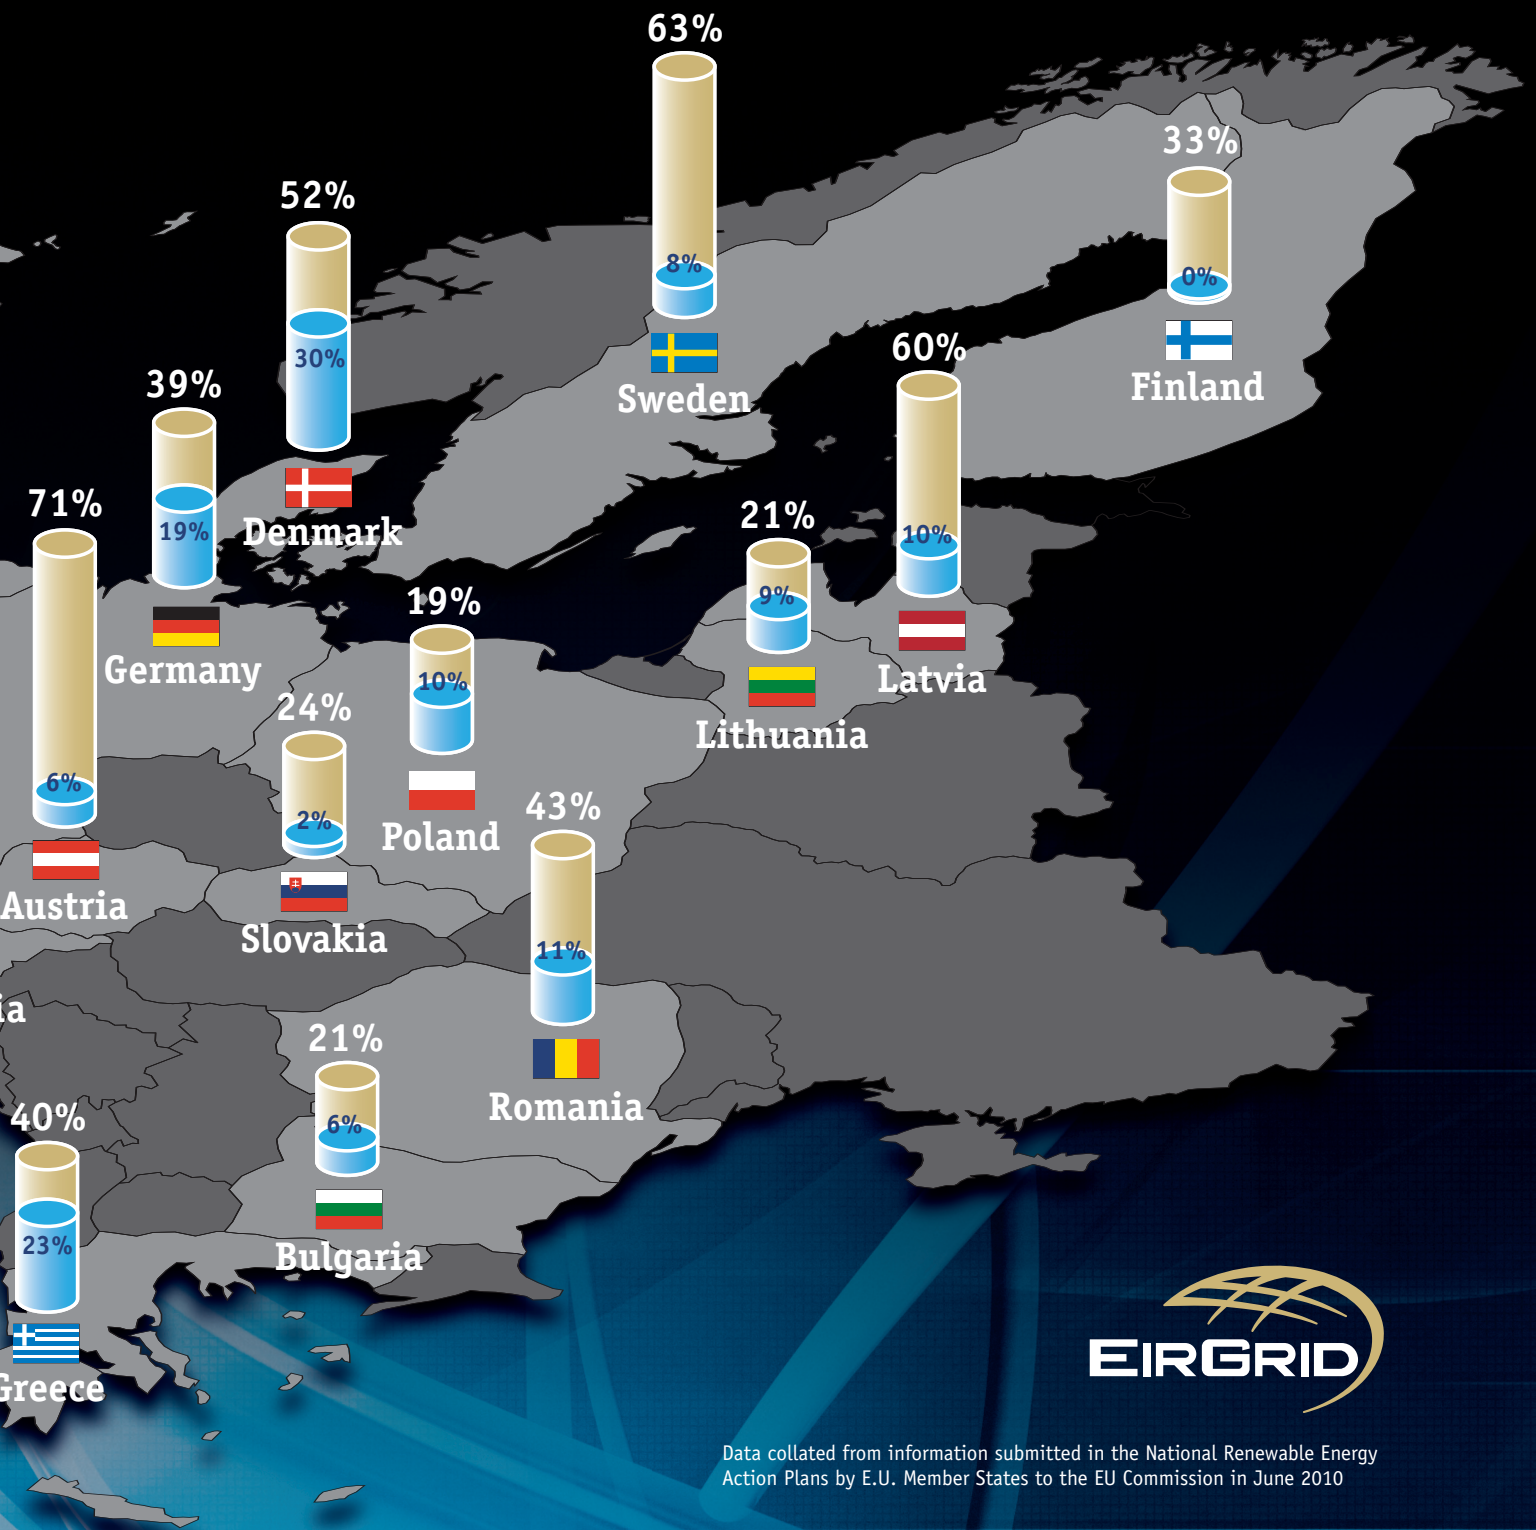 63%
8%
Sweden
33%
0%
Finland
52%
30%
Denmark
60%
10%
Latvia
39%
19%
Germany
71%
6%
Austria
21%
9%
Lithuania
19%
10%
Poland
24%
2%
Slovakia
43%
11%
Romania
ia
21%
6%
Bulgaria
40%
23%
Greece
EIRGRID
Data collated from information submitted in the National Renewable Energy
Action Plans by E.U. Member States to the EU Commission in June 2010